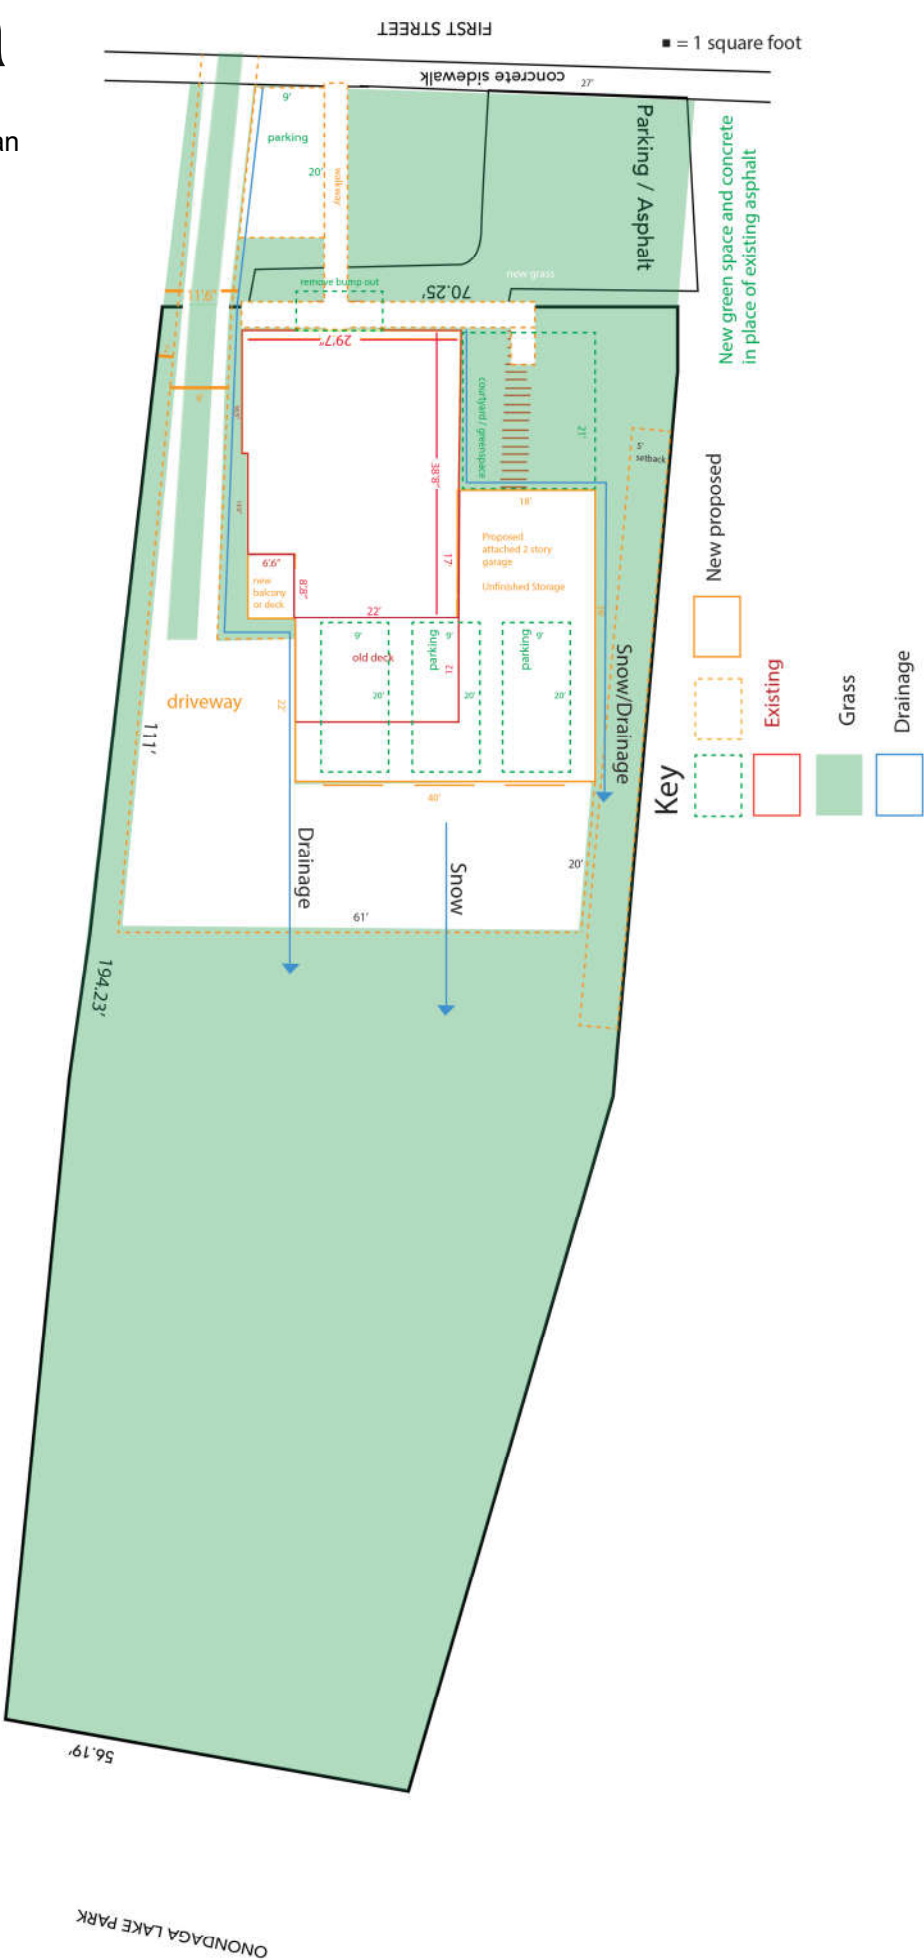 an
FIRST STREET
= 1 square foot
concrete sidewalk
27'
9'
parking
20'
walkway
Parking / Asphalt
New green space and concrete
in place of existing asphalt
new grass
remove bump out
70.25'
11.6'
29.7"
38'8"
courtyard / greenspace
21'
5'
setback
18'
Proposed
attached 2 story
garage
Unfinished Storage
17'
6'9"
8'8"
new
balcony
or deck
22'
9'
old deck
parking
9'
12'
parking
9'
20'
20'
20'
driveway
22'
111'
40'
Snow/Drainage
Drainage
Snow
20'
61'
194.23'
Key
New proposed
Existing
Grass
Drainage
56.19'
ONONDAGA LAKE PARK